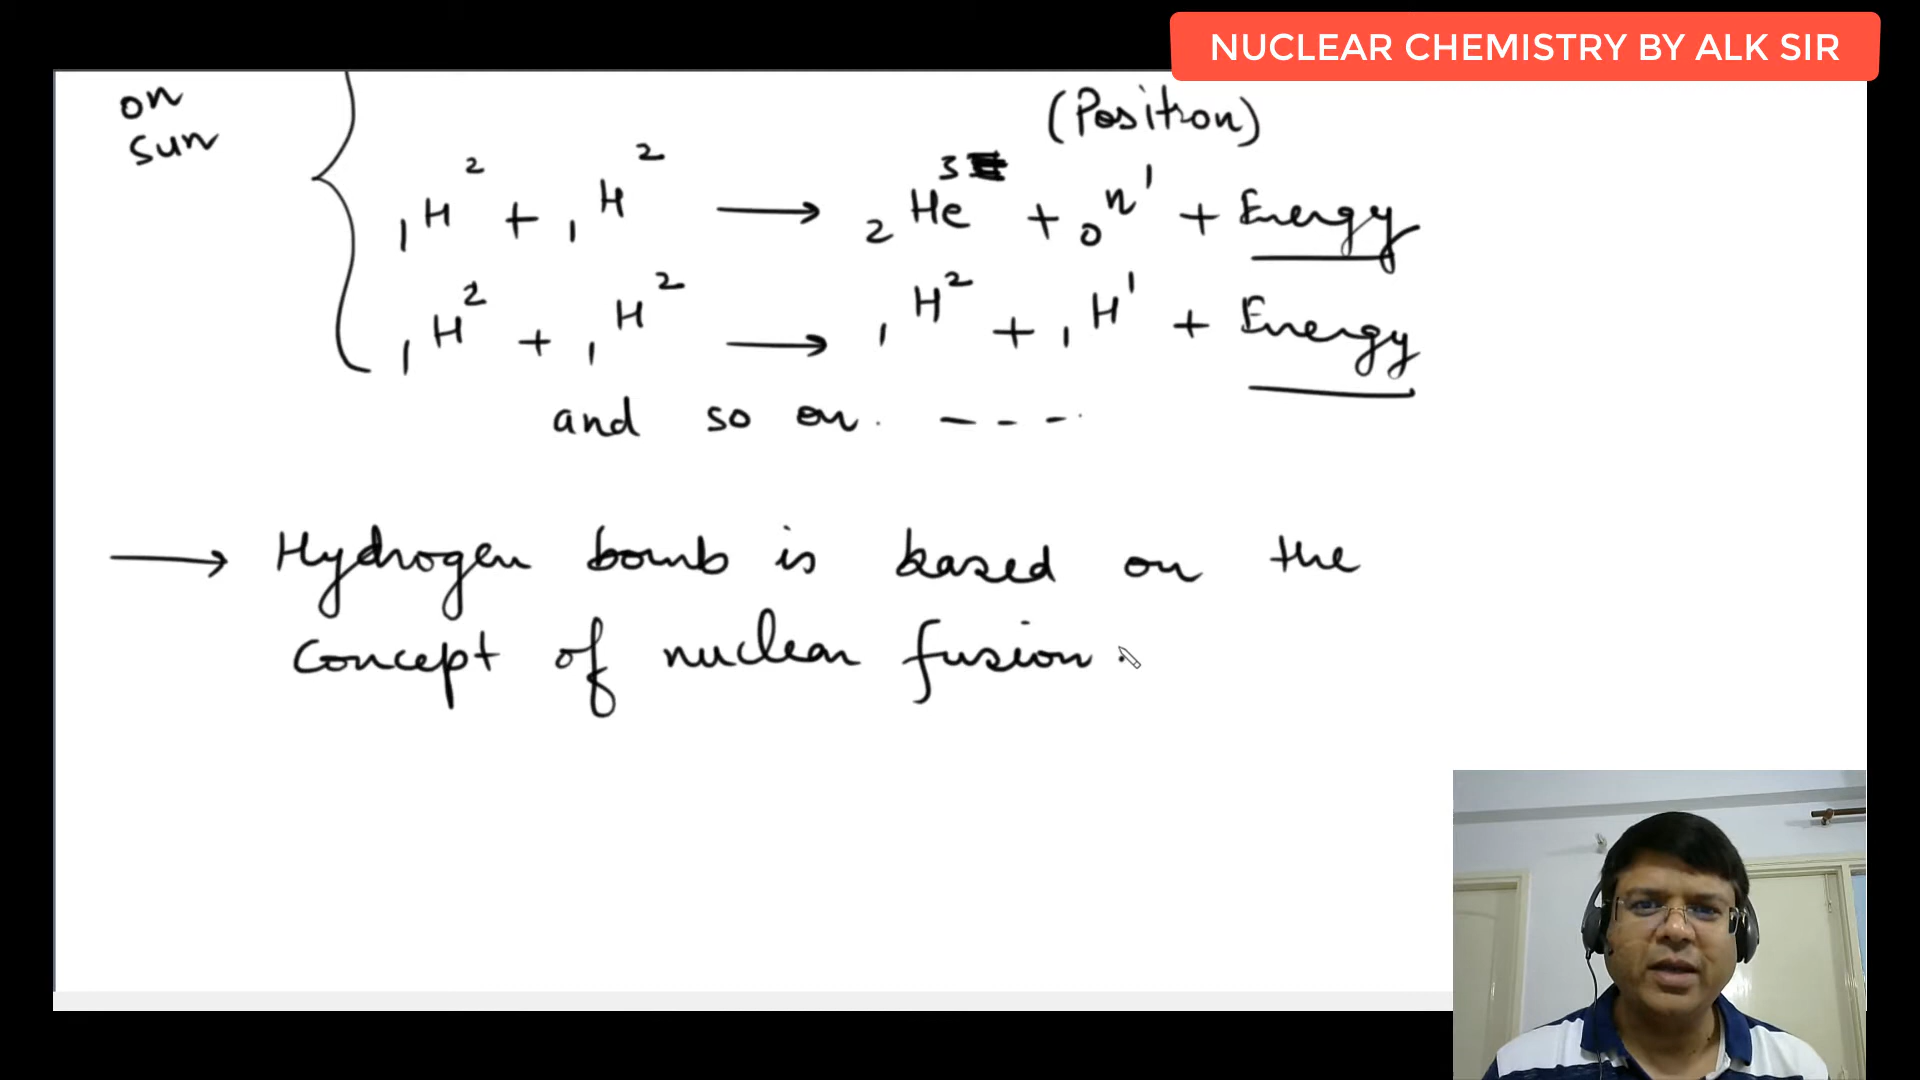 NUCLEAR CHEMISTRY BY ALK SIR
on
sun
(Position)
₁H² + ₁H² ⟶ ₂He³ + ₀n¹ + Energy
₁H² + ₁H² ⟶ ₁H² + ₁H¹ + Energy
and so on. - - - -
⟶ Hydrogen bomb is based on the
concept of nuclear fusion.